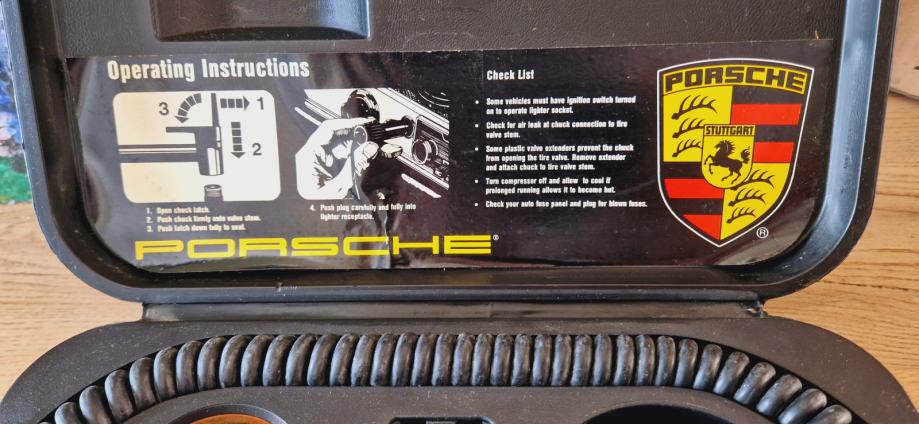 Operating Instructions
3
1
2
1. Open chuck latch.
2. Push chuck firmly onto valve stem.
3. Push latch down fully to seal.
4. Push plug carefully and fully into
lighter receptacle.
PORSCHE®
Check List
• Some vehicles must have ignition switch turned
on to operate lighter socket.
• Check for air leak at chuck connection to tire
valve stem.
• Some plastic valve extenders prevent the chuck
from opening the tire valve. Remove extender
and attach chuck to tire valve stem.
• Turn compressor off and allow to cool if
prolonged running allows it to become hot.
• Check your auto fuse panel and plug for blown fuses.
PORSCHE
STUTTGART
®